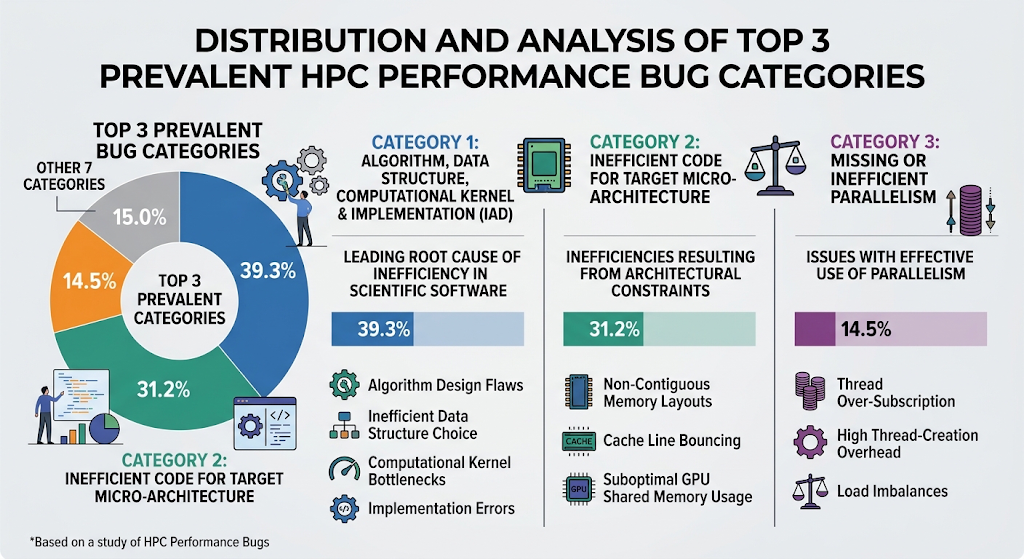 DISTRIBUTION AND ANALYSIS OF TOP 3
PREVALENT HPC PERFORMANCE BUG CATEGORIES
TOP 3 PREVALENT
BUG CATEGORIES
OTHER 7
CATEGORIES
15.0%
39.3%
14.5%
TOP 3
PREVALENT
CATEGORIES
31.2%
</>
CATEGORY 2:
INEFFICIENT CODE FOR TARGET
MICRO-ARCHITECTURE
CATEGORY 1:
ALGORITHM, DATA
STRUCTURE,
COMPUTATIONAL KERNEL
& IMPLEMENTATION (IAD)
LEADING ROOT CAUSE OF
INEFFICIENCY IN
SCIENTIFIC SOFTWARE
39.3%
Algorithm Design Flaws
Inefficient Data
Structure Choice
Computational Kernel
Bottlenecks
</>
Implementation Errors
CATEGORY 2:
INEFFICIENT CODE
FOR TARGET MICRO-
ARCHITECTURE
INEFFICIENCIES RESULTING
FROM ARCHITECTURAL
CONSTRAINTS
31.2%
Non-Contiguous
Memory Layouts
CACHE
Cache Line Bouncing
GPU
Suboptimal GPU
Shared Memory Usage
CATEGORY 3:
MISSING OR
INEFFICIENT
PARALLELISM
ISSUES WITH EFFECTIVE
USE OF PARALLELISM
14.5%
Thread
Over-Subscription
High Thread-Creation
Overhead
Load Imbalances
*Based on a study of HPC Performance Bugs